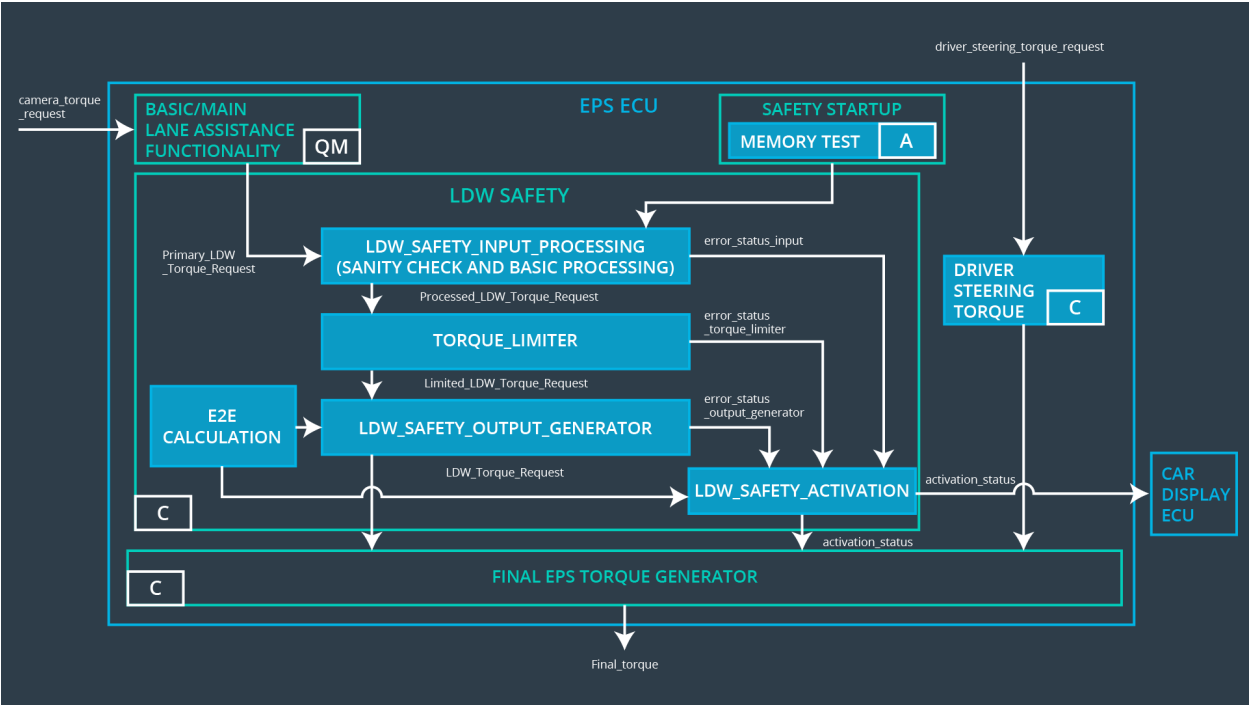 driver_steering_torque_request
camera_torque
_request
BASIC/MAIN
LANE ASSISTANCE
FUNCTIONALITY
QM
EPS ECU
SAFETY STARTUP
MEMORY TEST
A
LDW SAFETY
Primary_LDW
_Torque_Request
LDW_SAFETY_INPUT_PROCESSING
(SANITY CHECK AND BASIC PROCESSING)
error_status_input
DRIVER
STEERING
TORQUE
C
Processed_LDW_Torque_Request
TORQUE_LIMITER
error_status
_torque_limiter
Limited_LDW_Torque_Request
E2E
CALCULATION
LDW_SAFETY_OUTPUT_GENERATOR
error_status
_output_generator
LDW_Torque_Request
LDW_SAFETY_ACTIVATION
activation_status
CAR
DISPLAY
ECU
C
activation_status
C
FINAL EPS TORQUE GENERATOR
Final_torque